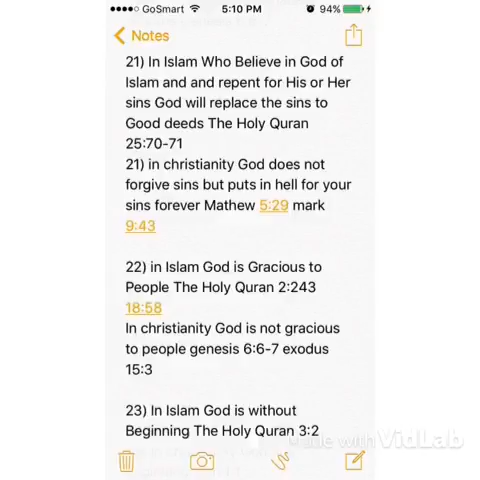 GoSmart 5:10 PM 94%
Notes
21) In Islam Who Believe in God of
Islam and and repent for His or Her
sins God will replace the sins to
Good deeds The Holy Quran
25:70-71
21) in christianity God does not
forgive sins but puts in hell for your
sins forever Mathew 5:29 mark
9:43
22) in Islam God is Gracious to
People The Holy Quran 2:243
18:58
In christianity God is not gracious
to people genesis 6:6-7 exodus
15:3
23) In Islam God is without
Beginning The Holy Quran 3:2
Made with VidLab